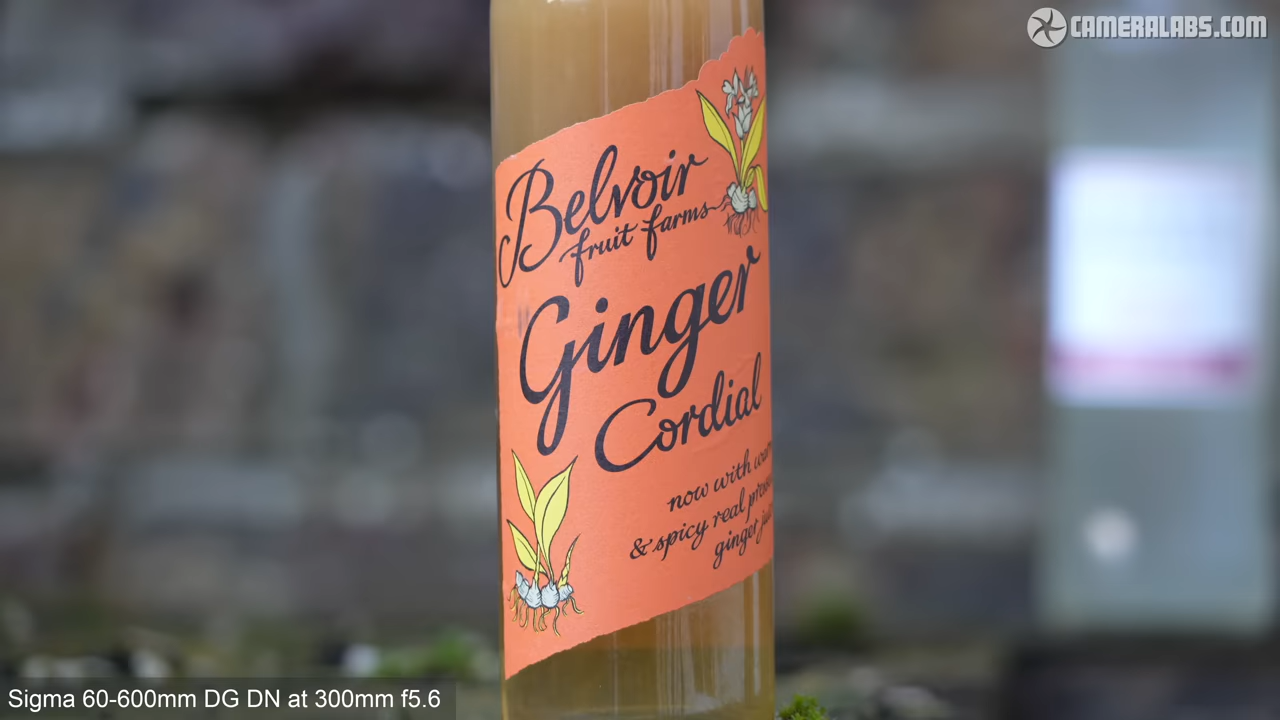 CAMERALABS.COM
Belvoir
fruit farms
Ginger
Cordial
now with
& spicy real
ginger
Sigma 60-600mm DG DN at 300mm f5.6